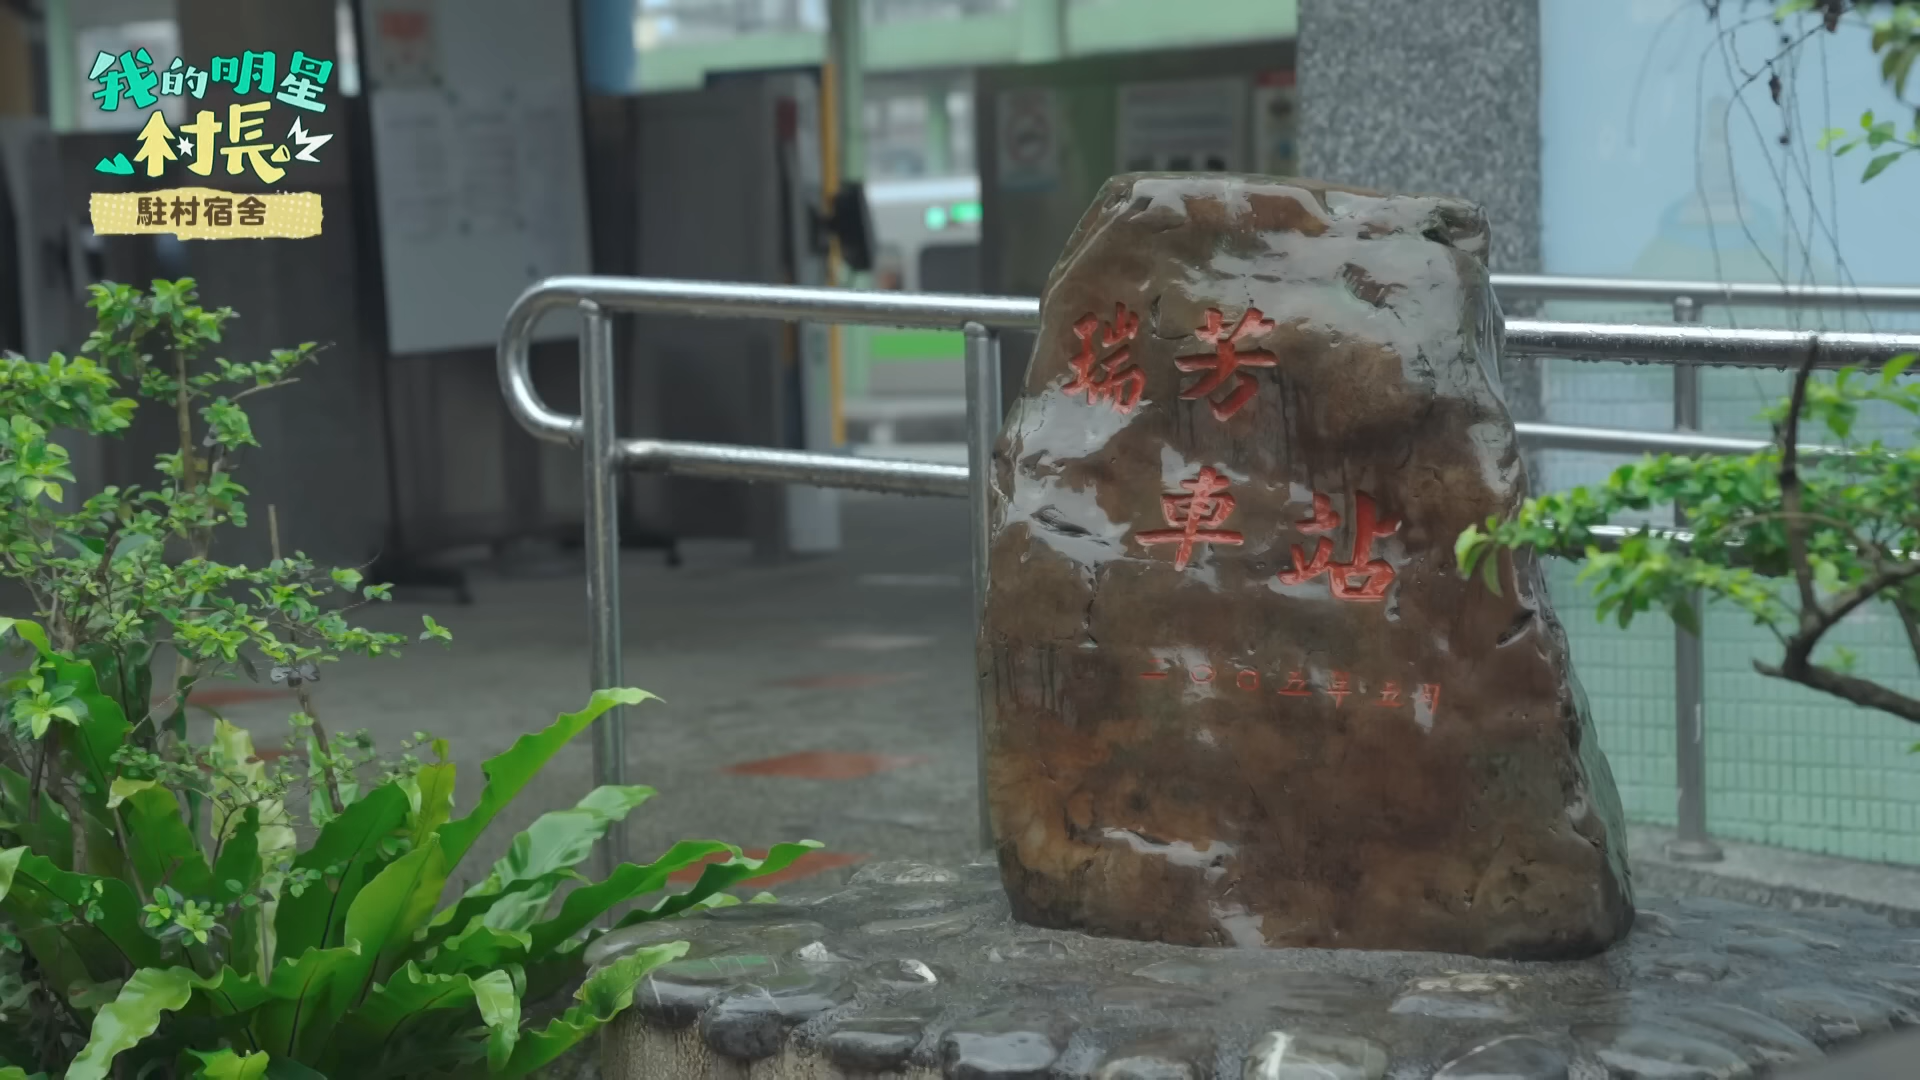 我的明星
村長
駐村宿舍
瑞芳
車站
二〇〇五年五月